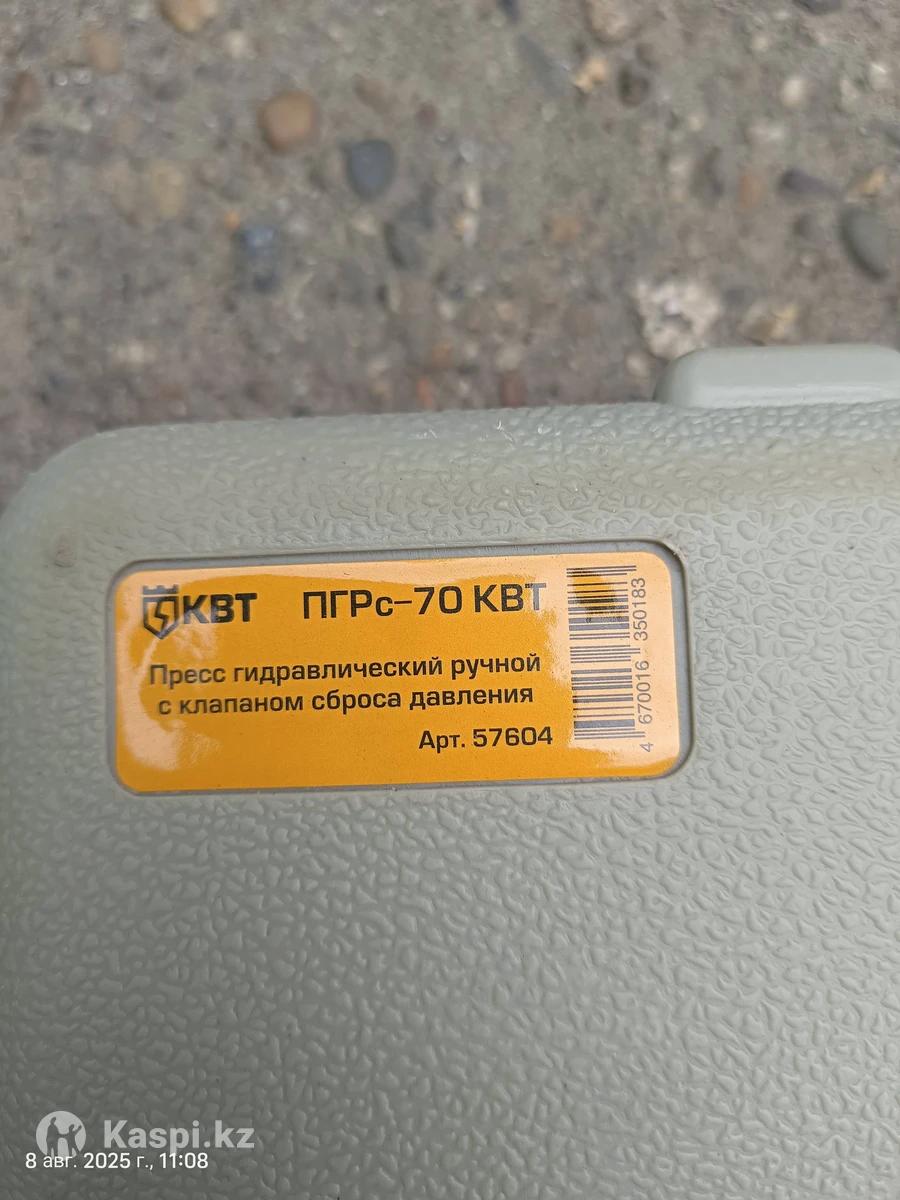 КВТ ПГРс-70 КВТ
Пресс гидравлический ручной
с клапаном сброса давления
Арт. 57604
4 670016 350183
Kaspi.kz
8 авг. 2025 г., 11:08